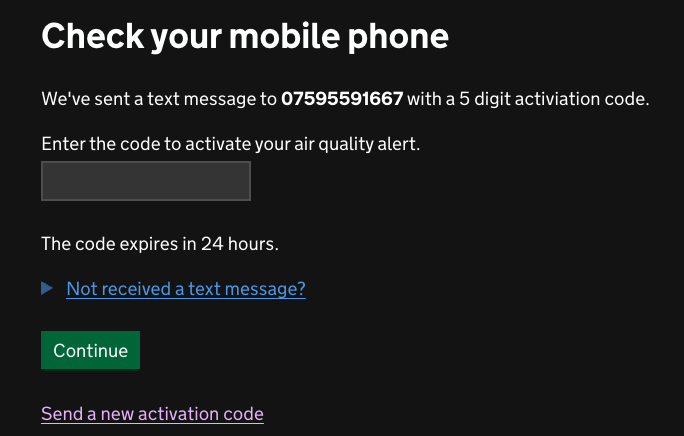 Check your mobile phone
We've sent a text message to 07595591667 with a 5 digit activiation code.
Enter the code to activate your air quality alert.
The code expires in 24 hours.
Not received a text message?
Continue
Send a new activation code